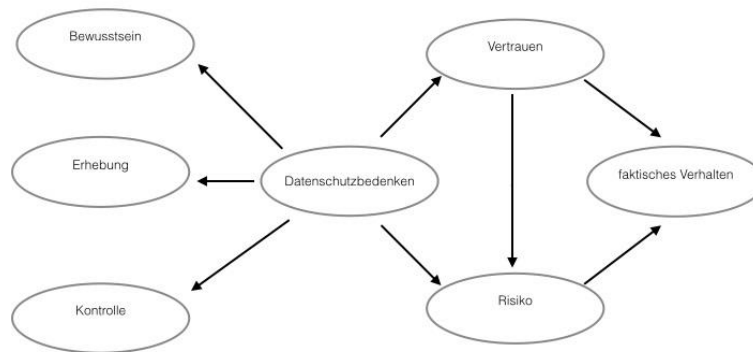 Bewusstsein
Vertrauen
Erhebung
Datenschutzbedenken
faktisches Verhalten
Kontrolle
Risiko